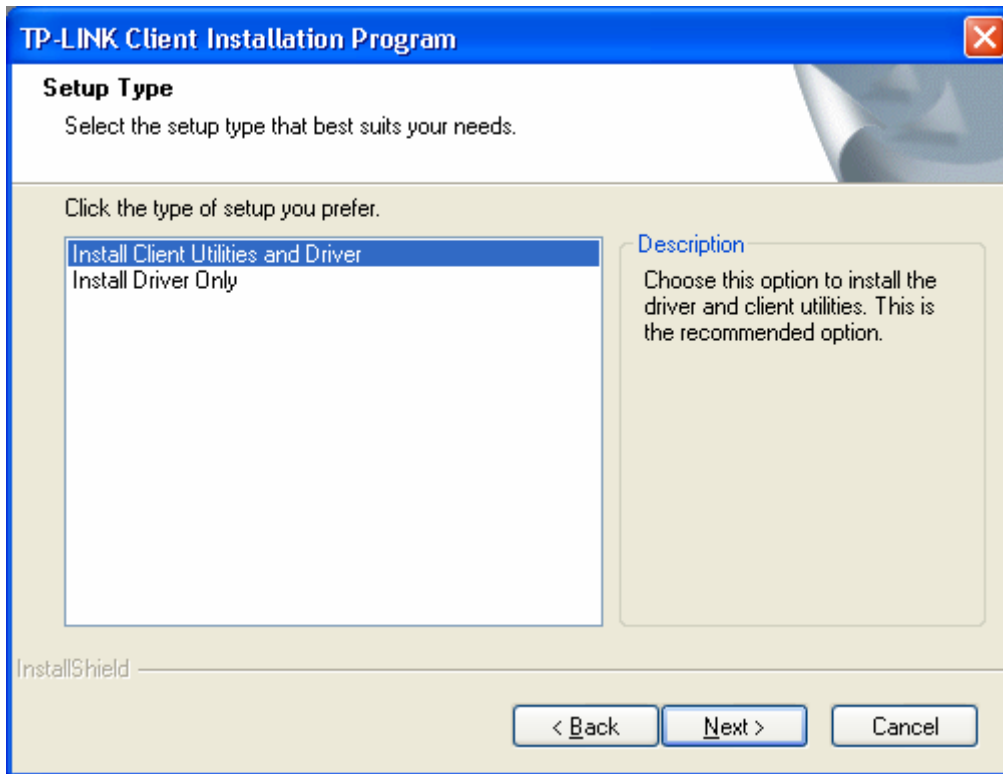 TP-LINK Client Installation Program
Setup Type
Select the setup type that best suits your needs.
Click the type of setup you prefer.
Install Client Utilities and Driver
Install Driver Only
Description
Choose this option to install the
driver and client utilities. This is
the recommended option.
InstallShield
< Back
Next >
Cancel